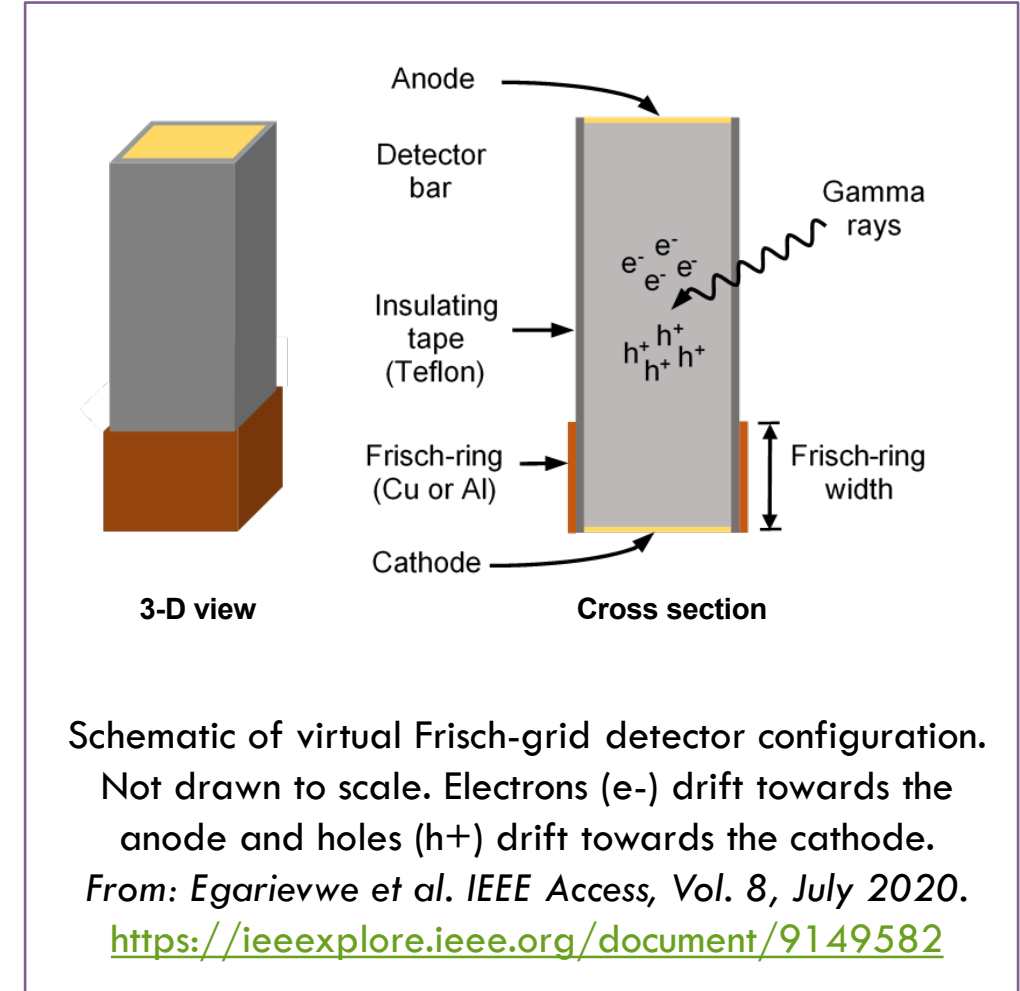 Anode
Detector
bar
Gamma
rays
e⁻ e⁻ e⁻ e⁻
Insulating
tape
(Teflon)
h⁺ h⁺ h⁺ h⁺
Frisch-ring
(Cu or Al)
Frisch-ring
width
Cathode
3-D view
Cross section
Schematic of virtual Frisch-grid detector configuration.
Not drawn to scale. Electrons (e-) drift towards the
anode and holes (h+) drift towards the cathode.
From: Egarievwe et al. IEEE Access, Vol. 8, July 2020.
https://ieeexplore.ieee.org/document/9149582